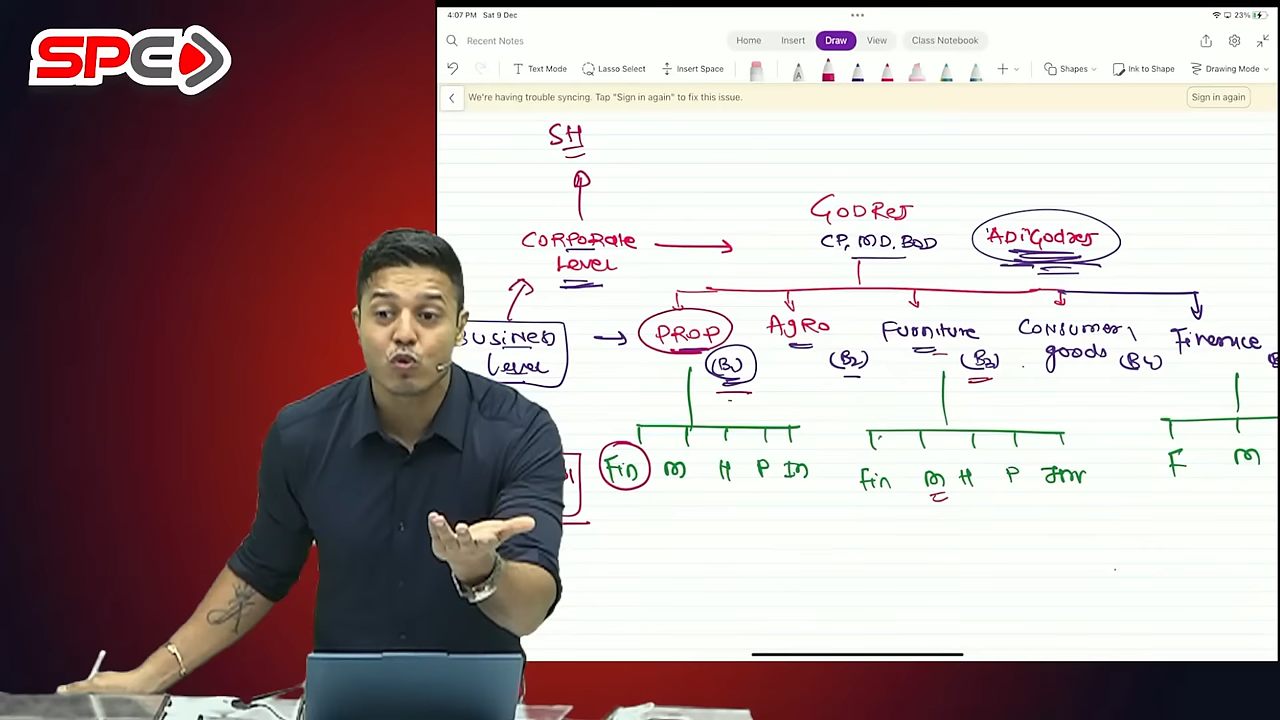 SPE
4:07 PM Sat 9 Dec
23%
Recent Notes
Home Insert Draw View Class Notebook
Text Mode Lasso Select Insert Space Shapes Ink to Shape Drawing Mode
We're having trouble syncing. Tap "Sign in again" to fix this issue. Sign in again
SH
GODREJ
CORPORATE Level
CP, MD, BOD
'ADI' Godrej
BUSINESS Level
PROP
(B1)
Agro
(B2)
Furniture
(B3)
Consumer goods
(B4)
Finance
Fin M H P
Fin M H P
F M